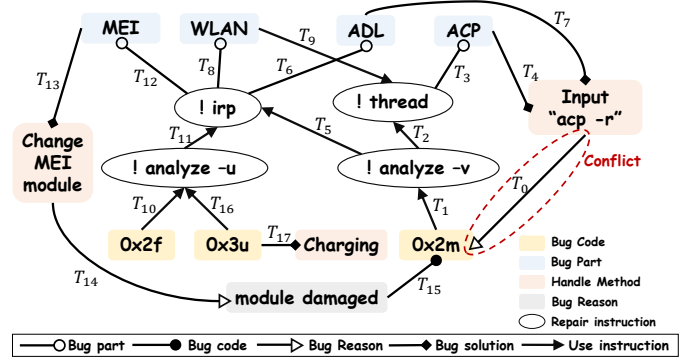 MEI WLAN ADL ACP
T₇
T₉
T₁₃ T₁₂ T₈ T₆ T₃ T₄
! irp ! thread
Input
“acp –r”
Change
MEI
module
T₁₁ T₅ T₂
Conflict
! analyze –u ! analyze –v
T₀
T₁₀ T₁₆ T₁
T₁₇
0x2f 0x3u Charging 0x2m
Bug Code
Bug Part
Handle Method
Bug Reason
Repair instruction
T₁₄ T₁₅
module damaged
Bug part Bug code Bug Reason Bug solution Use instruction